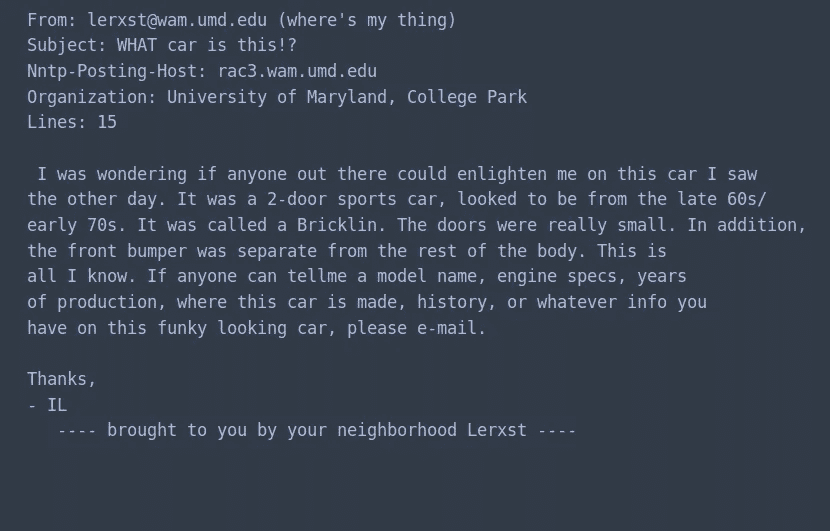 From: lerxst@wam.umd.edu (where's my thing)
Subject: WHAT car is this!?
Nntp-Posting-Host: rac3.wam.umd.edu
Organization: University of Maryland, College Park
Lines: 15

 I was wondering if anyone out there could enlighten me on this car I saw
the other day. It was a 2-door sports car, looked to be from the late 60s/
early 70s. It was called a Bricklin. The doors were really small. In addition,
the front bumper was separate from the rest of the body. This is
all I know. If anyone can tellme a model name, engine specs, years
of production, where this car is made, history, or whatever info you
have on this funky looking car, please e-mail.

Thanks,
- IL
   ---- brought to you by your neighborhood Lerxst ----